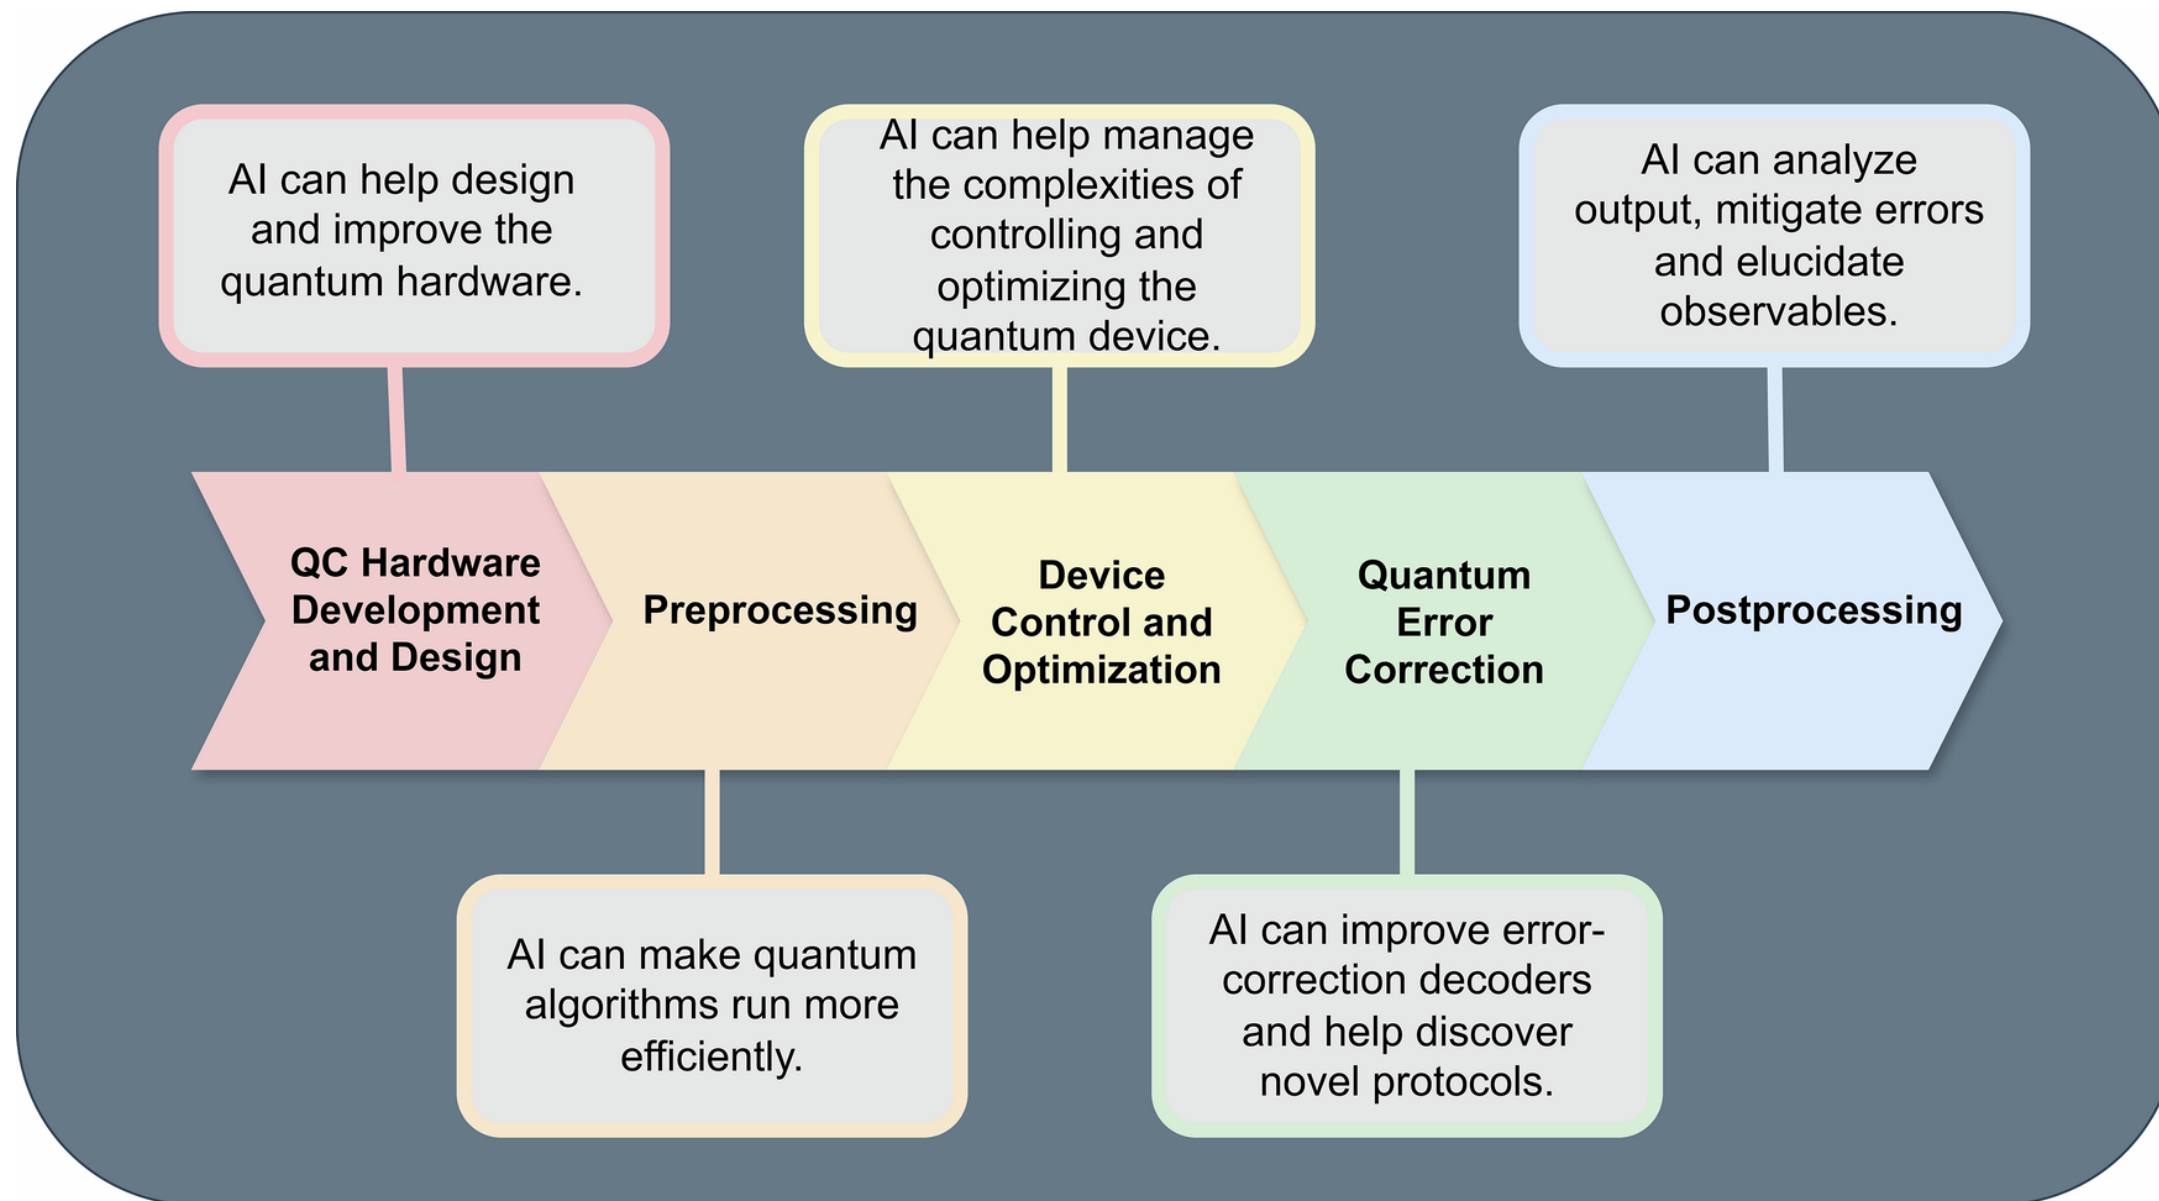 AI can help design
and improve the
quantum hardware.
AI can help manage
the complexities of
controlling and
optimizing the
quantum device.
AI can analyze
output, mitigate errors
and elucidate
observables.
QC Hardware
Development
and Design
Preprocessing
Device
Control and
Optimization
Quantum
Error
Correction
Postprocessing
AI can make quantum
algorithms run more
efficiently.
AI can improve error-
correction decoders
and help discover
novel protocols.